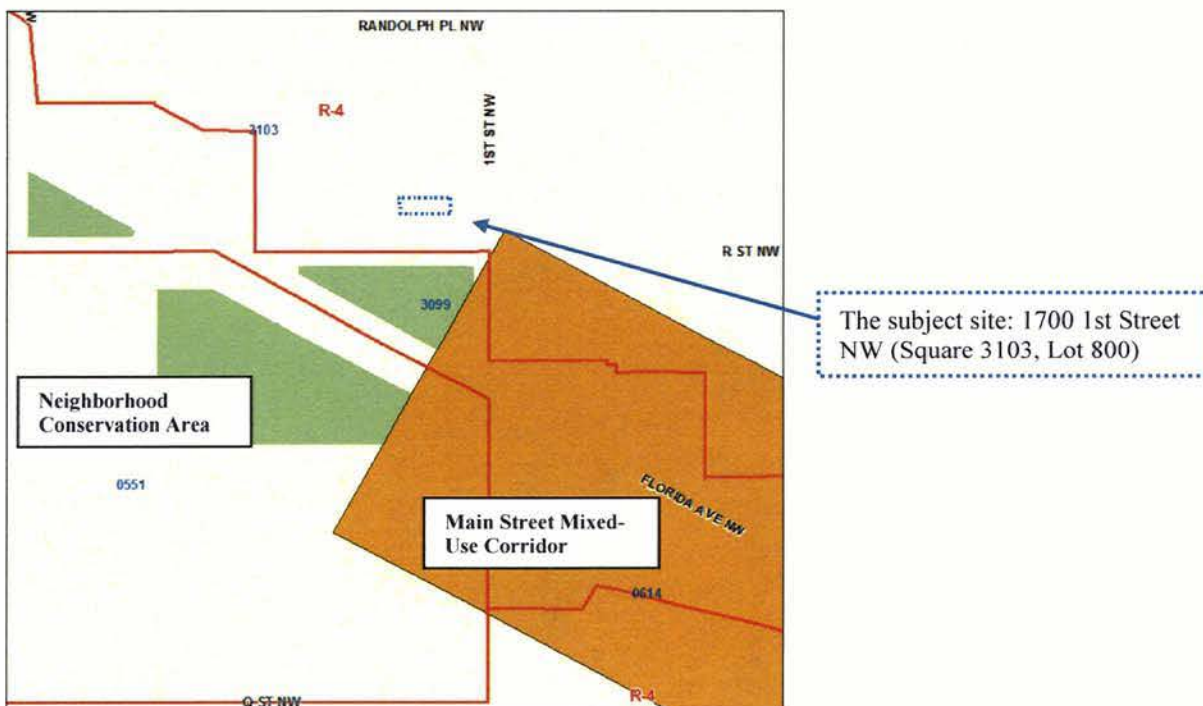 RANDOLPH PL NW
R-4
1ST ST NW
3103
R ST NW
The subject site: 1700 1st Street
NW (Square 3103, Lot 800)
3099
Neighborhood
Conservation Area
0551
FLORIDA AVE NW
Main Street Mixed-
Use Corridor
0614
R-4
Q ST NW